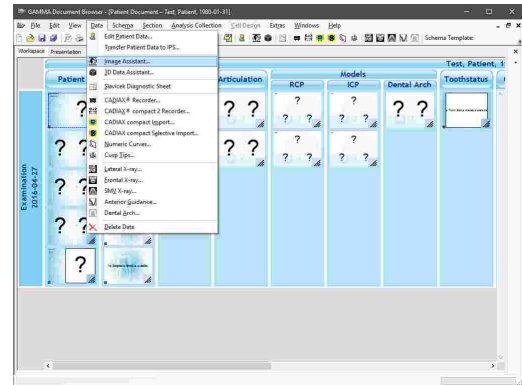 GAMMA Document Browser - [Patient Document - Test, Patient, 1980-01-31]
File Edit View Data Schema Section Analysis Collection Cell Design Extras Windows Help
Schema Template:
Workspace Presentation
Edit Patient Data...
Transfer Patient Data to IPS...
Image Assistant...
3D Data Assistant...
Slavicek Diagnostic Sheet
CADIAX® Recorder...
CADIAX® compact 2 Recorder...
CADIAX compact Import...
CADIAX compact Selective Import...
Numeric Curves...
Cusp Tips...
Lateral X-ray...
Frontal X-ray...
SMV X-ray...
Anterior Guidance...
Dental Arch...
Delete Data
Test, Patient, 1
Patient Articulation Models Dental Arch Toothstatus
RCP ICP
? ? ? ? ? ? ? ?
? ? ? ?
? ? ? ? ? ?
? ? ? ?
? ?
? ?
?
Examination
2016-04-27